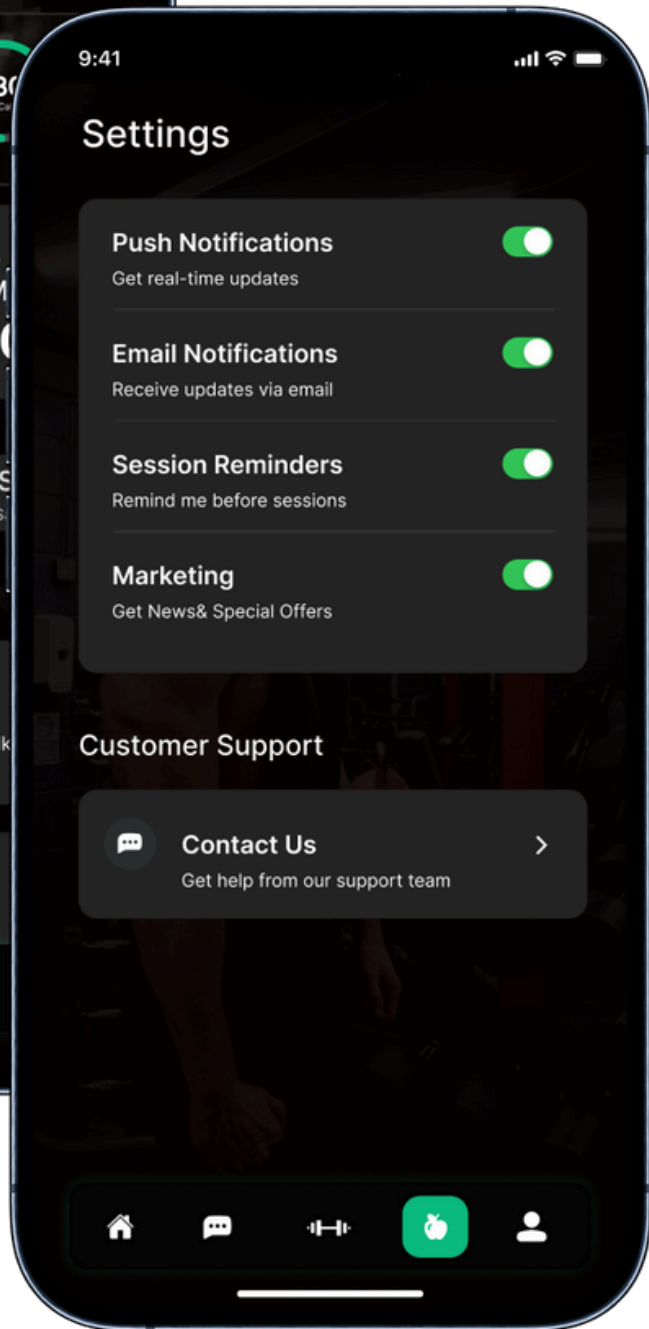 9:41
Settings
Push Notifications
Get real-time updates
Email Notifications
Receive updates via email
Session Reminders
Remind me before sessions
Marketing
Get News& Special Offers
Customer Support
Contact Us
Get help from our support team